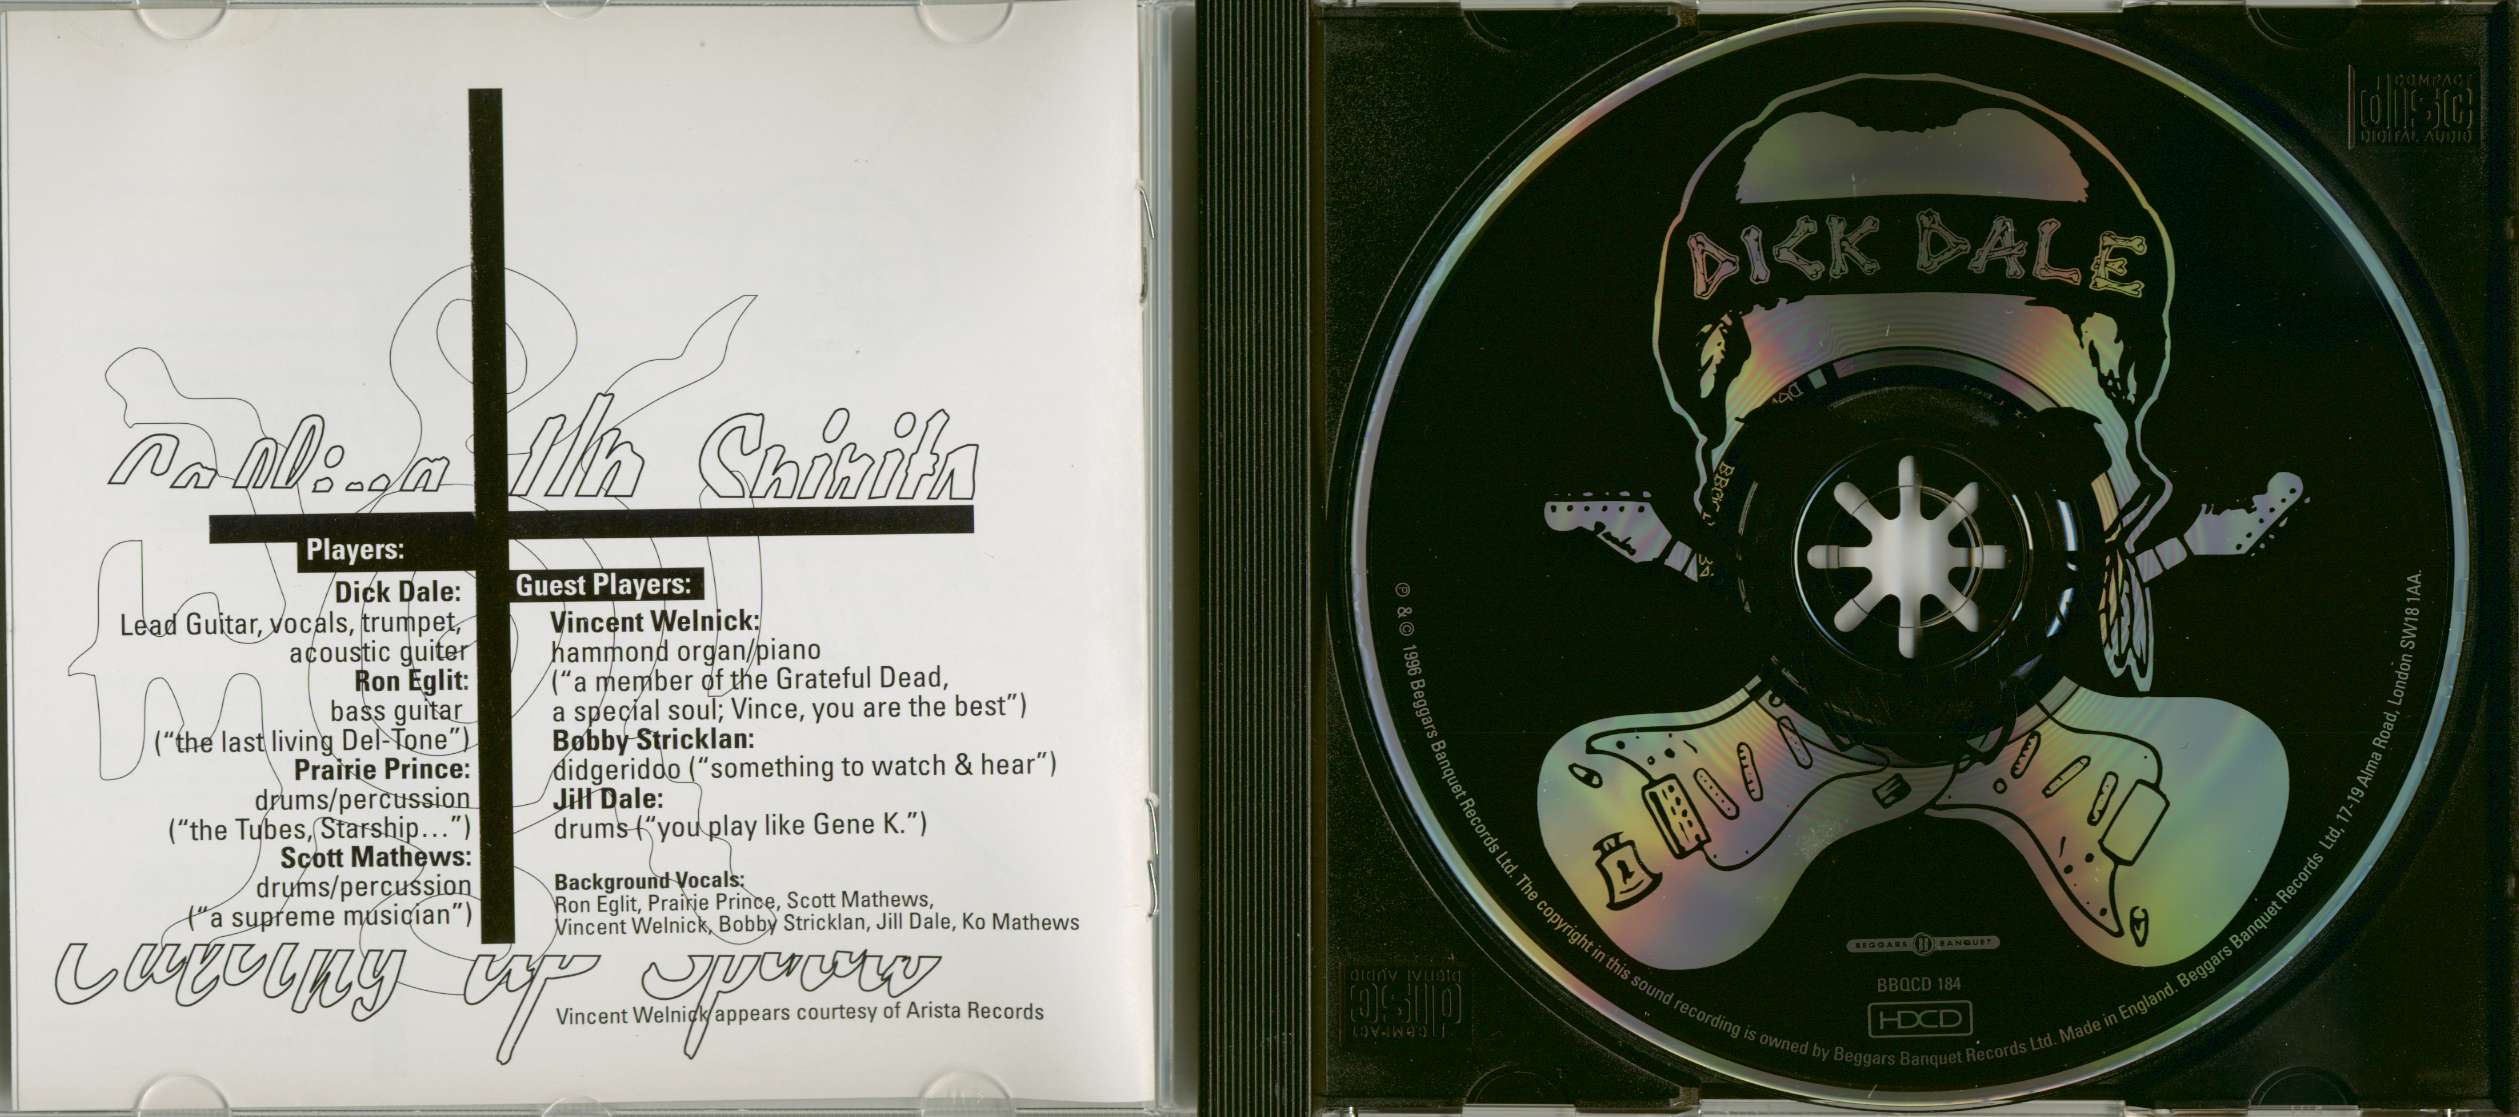 Players:
Dick Dale:
Lead Guitar, vocals, trumpet,
acoustic guiter
Ron Eglit:
bass guitar
("the last living Del-Tone")
Prairie Prince:
drums/percussion
("the Tubes, Starship...")
Scott Mathews:
drums/percussion
("a supreme musician")
Guest Players:
Vincent Welnick:
hammond organ/piano
("a member of the Grateful Dead,
a special soul; Vince, you are the best")
Bobby Stricklan:
didgeridoo ("something to watch & hear")
Jill Dale:
drums ("you play like Gene K.")
Background Vocals:
Ron Eglit, Prairie Prince, Scott Mathews,
Vincent Welnick, Bobby Stricklan, Jill Dale, Ko Mathews
Vincent Welnick appears courtesy of Arista Records
DICK DALE
COMPACT
disc
DIGITAL AUDIO
BEGGARS BANQUET
BBQCD 184
HDCD
℗ & © 1996 Beggars Banquet Records Ltd. The copyright in this sound recording is owned by Beggars Banquet Records Ltd. Made in England. Beggars Banquet Records Ltd, 17-19 Alma Road, London SW18 1AA.
COMPACT
disc
DIGITAL AUDIO